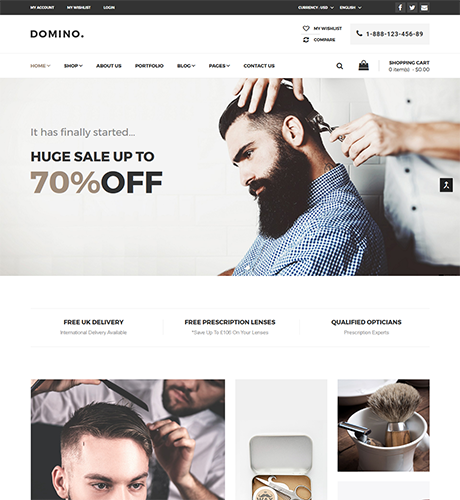 MY ACCOUNT MY WISHLIST LOGIN CURRENCY : USD ENGLISH
DOMINO.
MY WISHLIST
COMPARE
1-888-123-456-89
HOME SHOP ABOUT US PORTFOLIO BLOG PAGES CONTACT US
SHOPPING CART
0 item(s) - $0.00
It has finally started...
HUGE SALE UP TO
70%OFF
FREE UK DELIVERY
International Delivery Available
FREE PRESCRIPTION LENSES
*Save Up To £100 On Your Lenses
QUALIFIED OPTICIANS
Prescription Experts